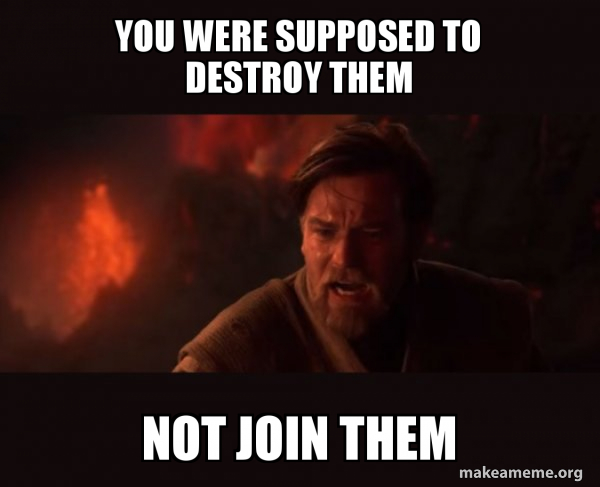 YOU WERE SUPPOSED TO
DESTROY THEM
NOT JOIN THEM
makeameme.org